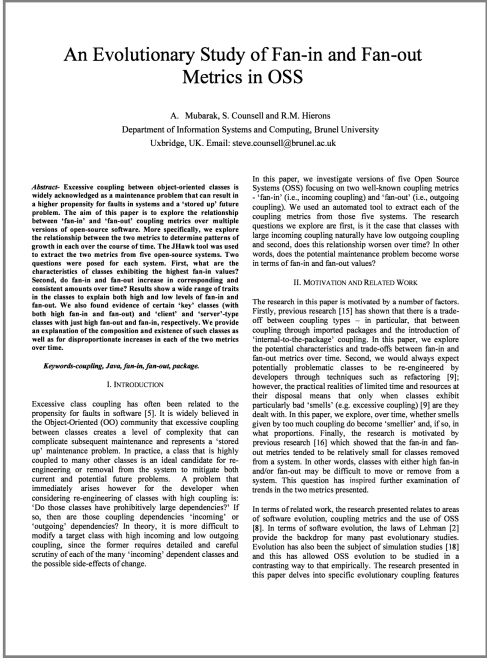 An Evolutionary Study of Fan-in and Fan-out
Metrics in OSS
A. Mubarak, S. Counsell and R.M. Hierons
Department of Information Systems and Computing, Brunel University
Uxbridge, UK. Email: steve.counsell@brunel.ac.uk
Abstract- Excessive coupling between object-oriented classes is
widely acknowledged as a maintenance problem that can result in
a higher propensity for faults in systems and a 'stored up' future
problem. The aim of this paper is to explore the relationship
between 'fan-in' and 'fan-out' coupling metrics over multiple
versions of open-source software. More specifically, we explore
the relationship between the two metrics to determine patterns of
growth in each over the course of time. The JHawk tool was used
to extract the two metrics from five open-source systems. Two
questions were posed for each system. First, what are the
characteristics of classes exhibiting the highest fan-in values?
Second, do fan-in and fan-out increase in corresponding and
consistent amounts over time? Results show a wide range of traits
in the classes to explain both high and low levels of fan-in and
fan-out. We also found evidence of certain 'key' classes (with
both high fan-in and fan-out) and 'client' and 'server'-type
classes with just high fan-out and fan-in, respectively. We provide
an explanation of the composition and existence of such classes as
well as for disproportionate increases in each of the two metrics
over time.
Keywords-coupling, Java, fan-in, fan-out, package.
I. INTRODUCTION
Excessive class coupling has often been related to the
propensity for faults in software [5]. It is widely believed in
the Object-Oriented (OO) community that excessive coupling
between classes creates a level of complexity that can
complicate subsequent maintenance and represents a 'stored
up' maintenance problem. In practice, a class that is highly
coupled to many other classes is an ideal candidate for re-
engineering or removal from the system to mitigate both
current and potential future problems. A problem that
immediately arises however for the developer when
considering re-engineering of classes with high coupling is:
'Do those classes have prohibitively large dependencies?' If
so, then are those coupling dependencies 'incoming' or
'outgoing' dependencies? In theory, it is more difficult to
modify a target class with high incoming and low outgoing
coupling, since the former requires detailed and careful
scrutiny of each of the many 'incoming' dependent classes and
the possible side-effects of change.
In this paper, we investigate versions of five Open Source
Systems (OSS) focusing on two well-known coupling metrics
- 'fan-in' (i.e., incoming coupling) and 'fan-out' (i.e., outgoing
coupling). We used an automated tool to extract each of the
coupling metrics from those five systems. The research
questions we explore are first, is it the case that classes with
large incoming coupling naturally have low outgoing coupling
and second, does this relationship worsen over time? In other
words, does the potential maintenance problem become worse
in terms of fan-in and fan-out values?
II. MOTIVATION AND RELATED WORK
The research in this paper is motivated by a number of factors.
Firstly, previous research [15] has shown that there is a trade-
off between coupling types – in particular, that between
coupling through imported packages and the introduction of
'internal-to-the-package' coupling. In this paper, we explore
the potential characteristics and trade-offs between fan-in and
fan-out metrics over time. Second, we would always expect
potentially problematic classes to be re-engineered by
developers through techniques such as refactoring [9];
however, the practical realities of limited time and resources at
their disposal means that only when classes exhibit
particularly bad 'smells' (e.g. excessive coupling) [9] are they
dealt with. In this paper, we explore, over time, whether smells
given by too much coupling do become 'smellier' and, if so, in
what proportions. Finally, the research is motivated by
previous research [16] which showed that the fan-in and fan-
out metrics tended to be relatively small for classes removed
from a system. In other words, classes with either high fan-in
and/or fan-out may be difficult to move or remove from a
system. This question has inspired further examination of
trends in the two metrics presented.
In terms of related work, the research presented relates to areas
of software evolution, coupling metrics and the use of OSS
[8]. In terms of software evolution, the laws of Lehman [2]
provide the backdrop for many past evolutionary studies.
Evolution has also been the subject of simulation studies [18]
and this has allowed OSS evolution to be studied in a
contrasting way to that empirically. The research presented in
this paper delves into specific evolutionary coupling features